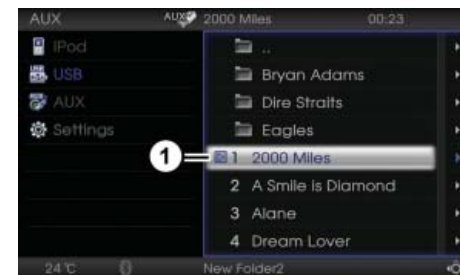 AUX AUX 2000 Miles 00:23
iPod
USB
AUX
Settings
..
Bryan Adams
Dire Straits
Eagles
1
1 2000 Miles
2 A Smile is Diamond
3 Alane
4 Dream Lover
24°C New Folder2